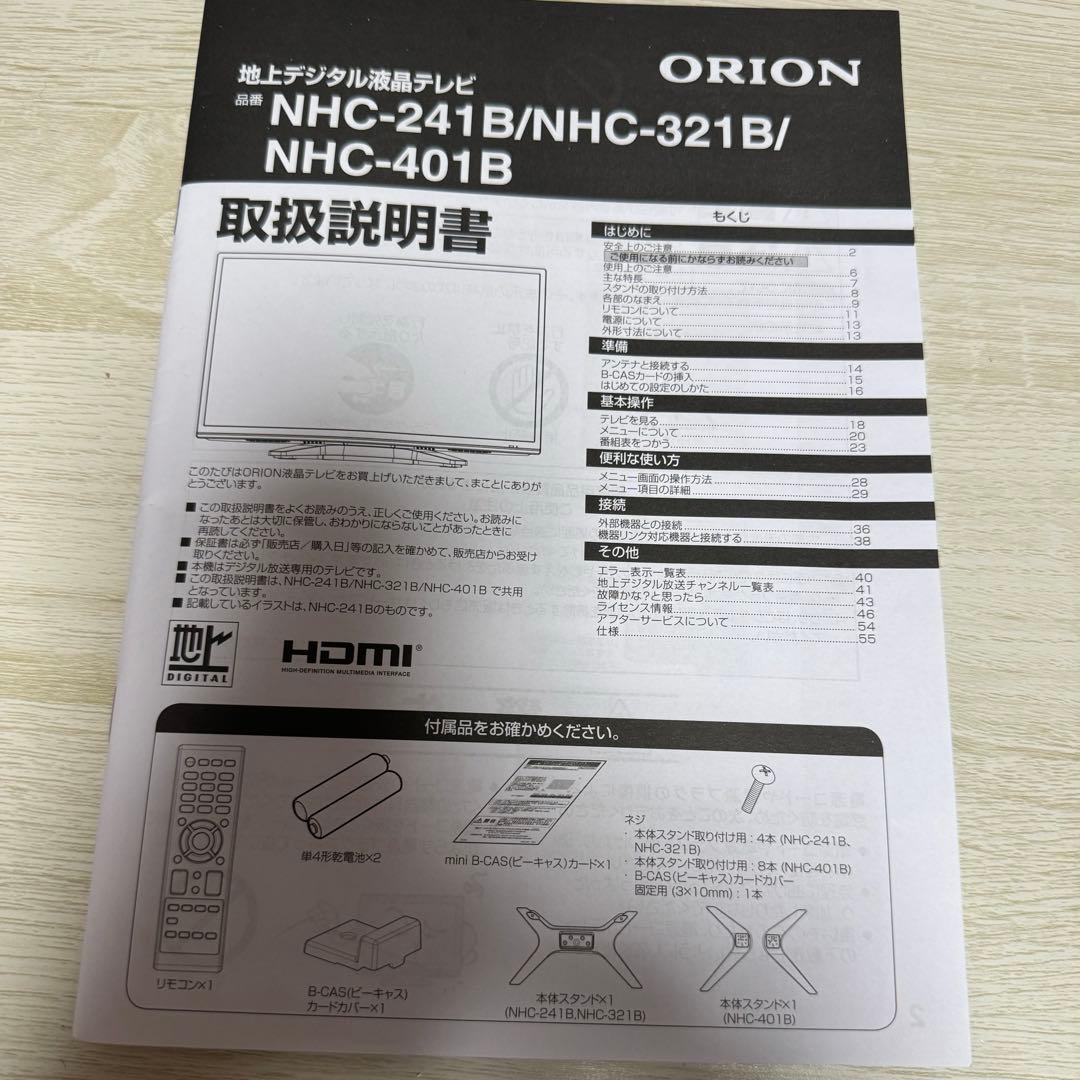 地上デジタル液晶テレビ
ORION
品番 NHC-241B/NHC-321B/
NHC-401B
取扱説明書
もくじ
はじめに
安全上のご注意 2
ご使用になる前にかならずお読みください
使用上のご注意 6
主な特長 7
スタンドの取り付け方法 8
各部のなまえ 9
リモコンについて 11
電源について 13
外形寸法について 13
準備
アンテナと接続する 14
B-CASカードの挿入 15
はじめての設定のしかた 16
基本操作
テレビを見る 18
メニューについて 20
番組表をつかう 23
便利な使い方
メニュー画面の操作方法 28
メニュー項目の詳細 29
接続
外部機器との接続 36
機器リンク対応機器と接続する 38
その他
エラー表示一覧表 40
地上デジタル放送チャンネル一覧表 41
故障かな?と思ったら 43
ライセンス情報 46
アフターサービスについて 54
仕様 55
このたびはORION液晶テレビをお買上げいただきまして、まことにありが
とうございます。
■ この取扱説明書をよくお読みのうえ、正しくご使用ください。お読みに
なったあとは大切に保管し、おわかりにならないことがあったときに
再読してください。
■ 保証書は必ず「販売店／購入日」等の記入を確かめて、販売店からお受け
取りください。
■ 本機はデジタル放送専用のテレビです。
■ この取扱説明書は、NHC-241B/NHC-321B/NHC-401B で共用
となっています。
■ 記載しているイラストは、NHC-241Bのものです。
地上
DIGITAL
HDMI®
HIGH-DEFINITION MULTIMEDIA INTERFACE
付属品をお確かめください。
リモコン×1
単4形乾電池×2
mini B-CAS(ビーキャス)カード×1
ネジ
・ 本体スタンド取り付け用：4本 (NHC-241B、
NHC-321B)
・ 本体スタンド取り付け用：8本 (NHC-401B)
・ B-CAS(ビーキャス)カードカバー
固定用 (3×10mm)：1本
B-CAS(ビーキャス)
カードカバー×1
本体スタンド×1
(NHC-241B,NHC-321B)
本体スタンド×1
(NHC-401B)